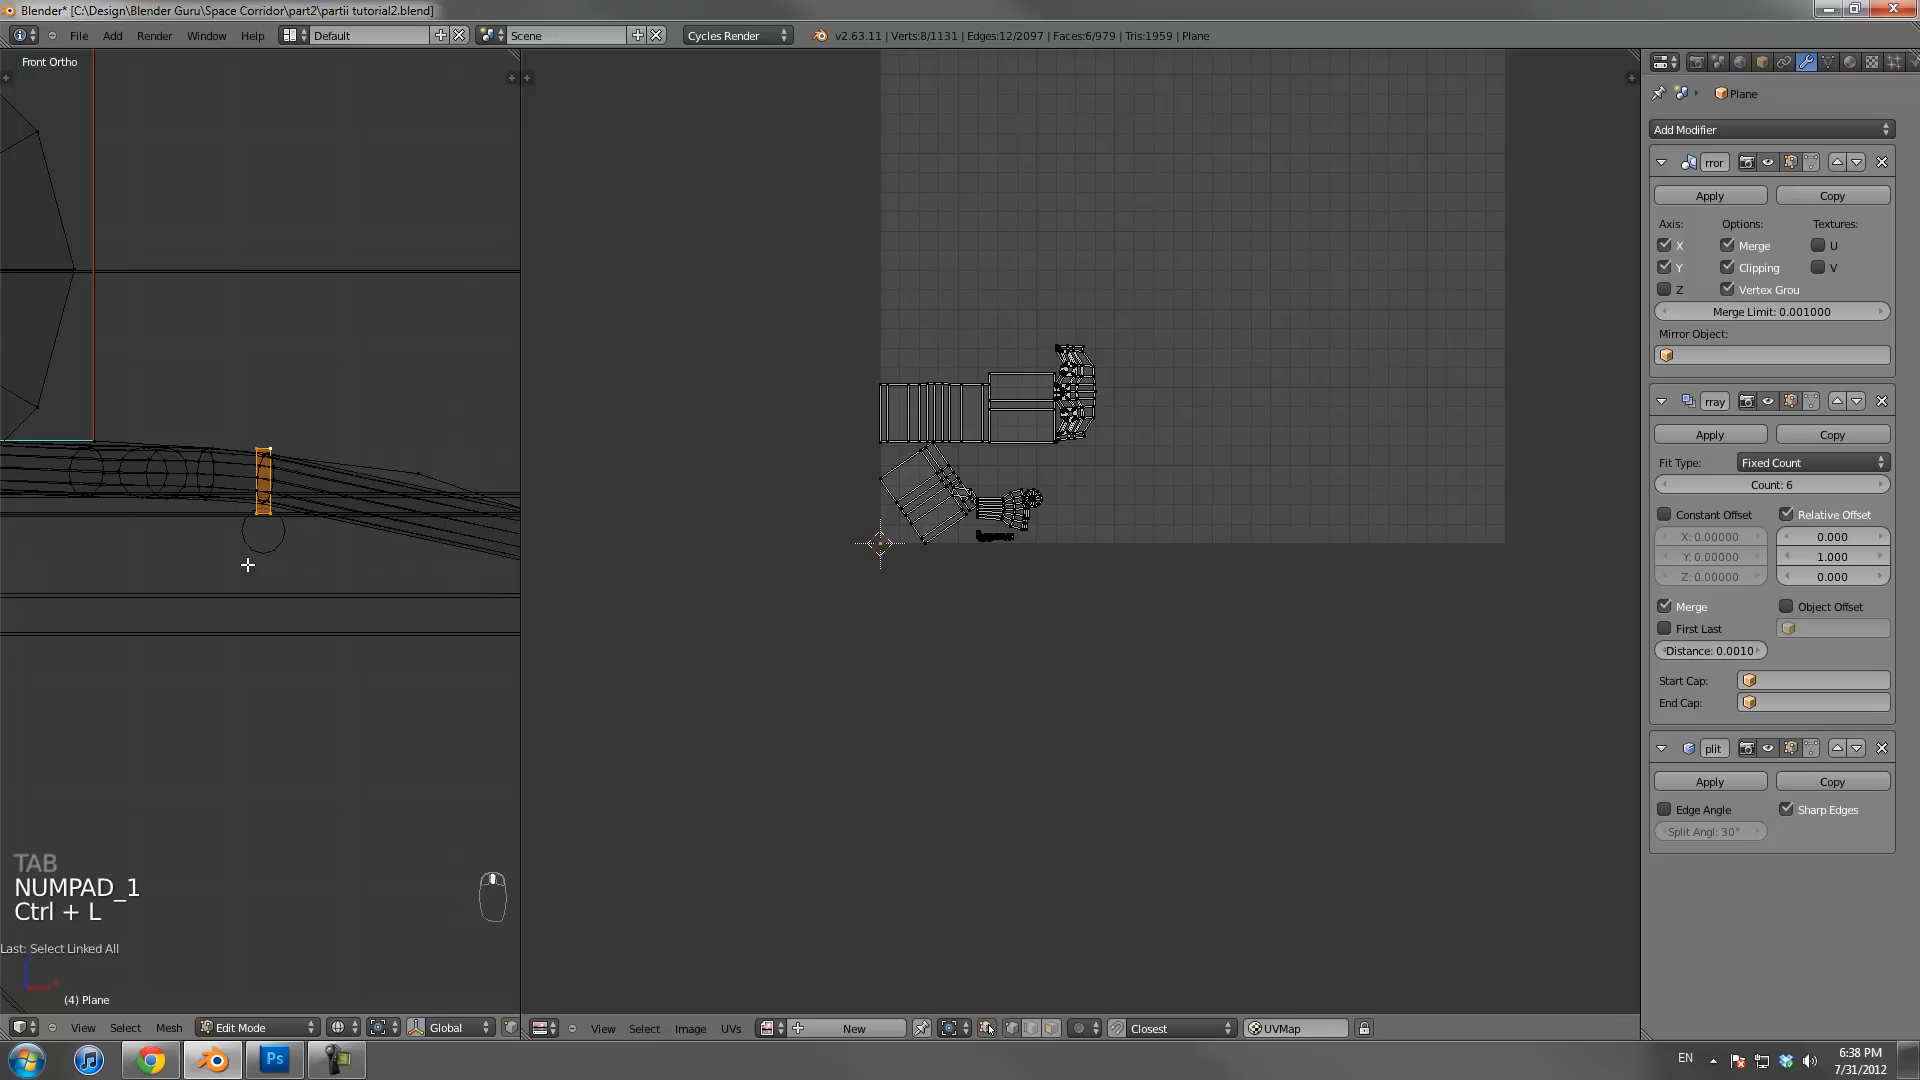 Blender* [C:\Design\Blender Guru\Space Corridor\part2\partii tutorial2.blend]
File Add Render Window Help Default Scene Cycles Render v2.63.11 | Verts:8/1131 | Edges:12/2097 | Faces:6/979 | Tris:1959 | Plane
Front Ortho
Plane
Add Modifier
rror
Apply Copy
Axis: Options: Textures:
X Merge U
Y Clipping V
Z Vertex Grou
Merge Limit: 0.001000
Mirror Object:
rray
Apply Copy
Fit Type: Fixed Count
Count: 6
Constant Offset Relative Offset
X: 0.00000 0.000
Y: 0.00000 1.000
Z: 0.00000 0.000
Merge Object Offset
First Last
Distance: 0.0010
Start Cap:
End Cap:
plit
Apply Copy
Edge Angle Sharp Edges
Split Angl: 30°
TAB
NUMPAD_1
Ctrl + L
Last: Select Linked All
(4) Plane
View Select Mesh Edit Mode Global View Select Image UVs New Closest UVMap
Ps
EN 6:38 PM
7/31/2012